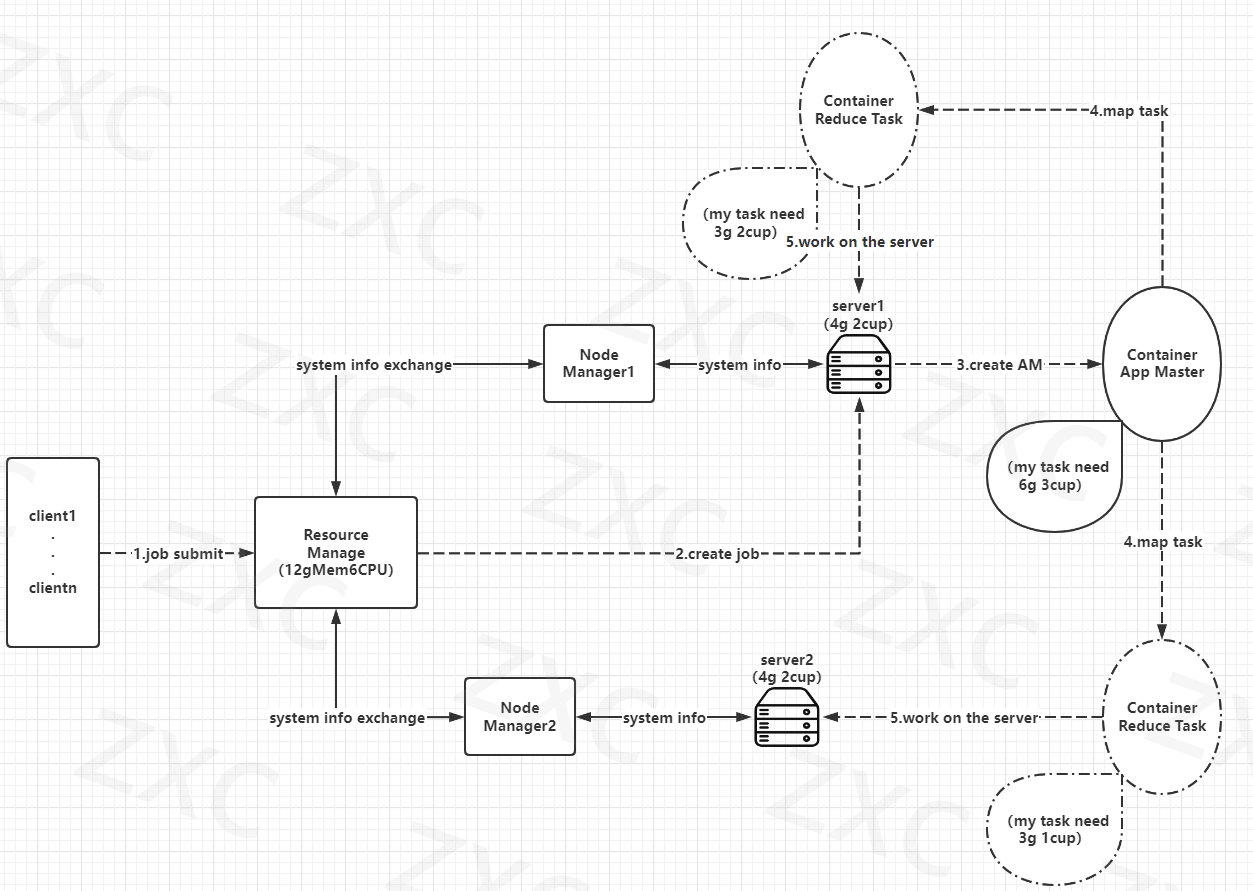 Container
Reduce Task
4.map task
(my task need
3g 2cup)
5.work on the server
server1
(4g 2cup)
system info exchange
Node
Manager1
system info
3.create AM
Container
App Master
(my task need
6g 3cup)
client1
.
.
clientn
1.job submit
Resource
Manage
(12gMem6CPU)
2.create job
4.map task
server2
(4g 2cup)
system info exchange
Node
Manager2
system info
5.work on the server
Container
Reduce Task
(my task need
3g 1cup)
ZXC
ZXC
ZXC
ZXC
ZXC
ZXC
ZXC
ZXC
ZXC
ZXC
ZXC
ZXC